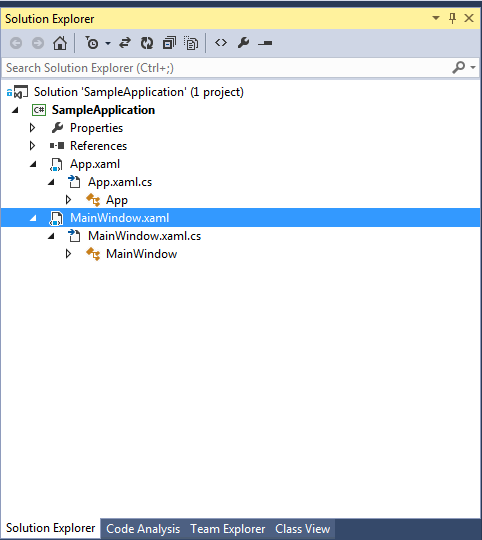 Solution Explorer
Search Solution Explorer (Ctrl+;)
Solution 'SampleApplication' (1 project)
C# SampleApplication
Properties
References
App.xaml
App.xaml.cs
App
MainWindow.xaml
MainWindow.xaml.cs
MainWindow
Solution Explorer Code Analysis Team Explorer Class View